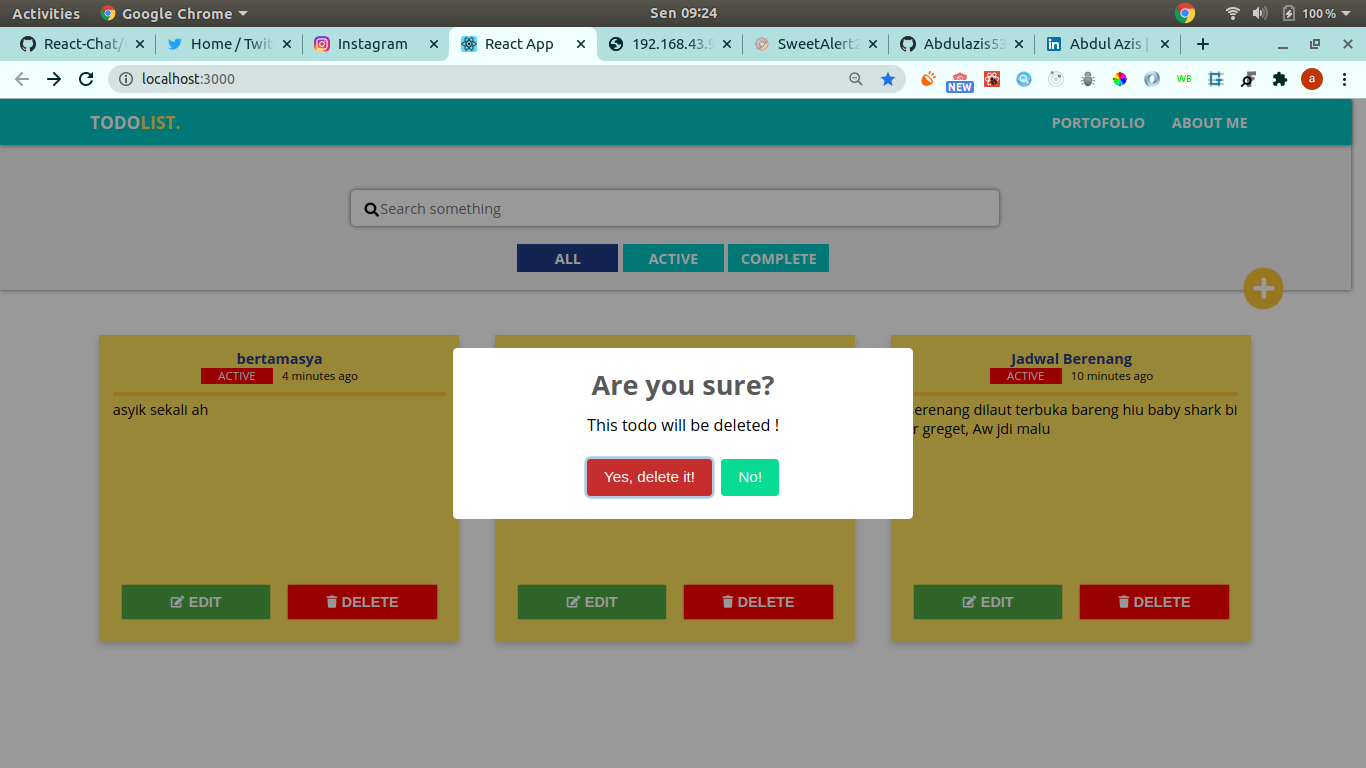 Activities Google Chrome Sen 09:24 100 %
React-Chat/ Home / Twit Instagram React App 192.168.43.9 SweetAlert2 Abdulazis53 Abdul Azis |
localhost:3000 NEW WB a
TODOLIST. PORTOFOLIO ABOUT ME
Search something
ALL ACTIVE COMPLETE
bertamasya
ACTIVE 4 minutes ago
asyik sekali ah
EDIT DELETE
EDIT DELETE
Jadwal Berenang
ACTIVE 10 minutes ago
erenang dilaut terbuka bareng hiu baby shark bi
r greget, Aw jdi malu
EDIT DELETE
Are you sure?
This todo will be deleted !
Yes, delete it! No!